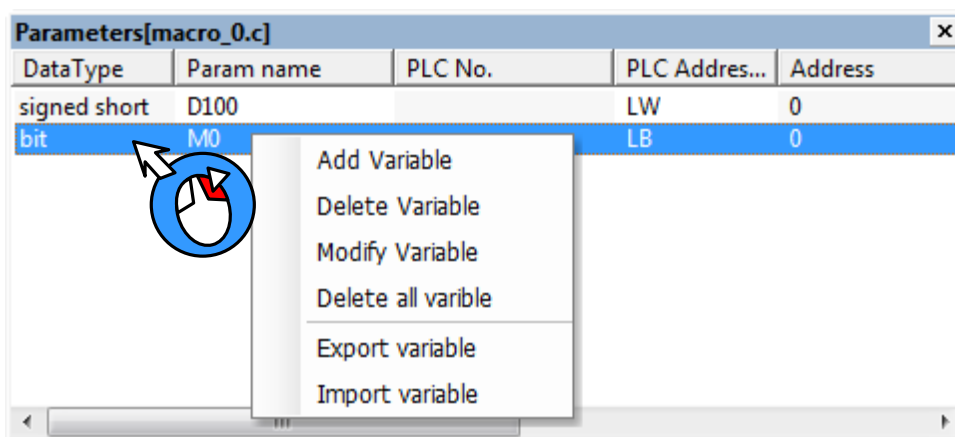 Parameters[macro_0.c]
DataType Param name PLC No. PLC Addres... Address
signed short D100 LW 0
bit M0 LB 0
Add Variable
Delete Variable
Modify Variable
Delete all varible
Export variable
Import variable